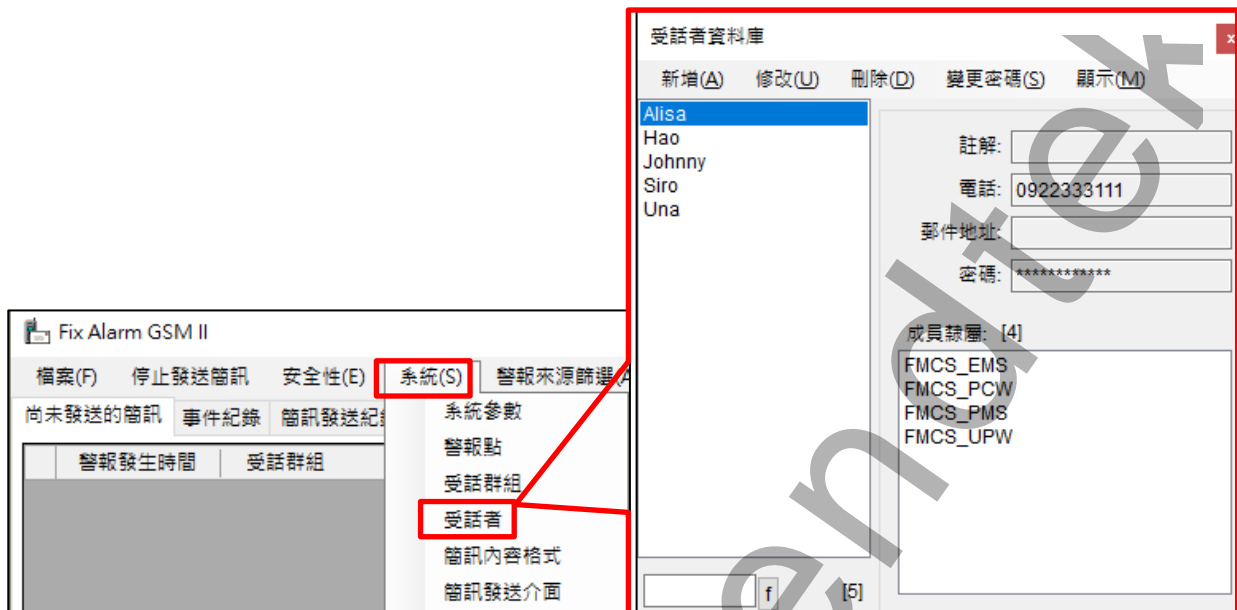 受話者資料庫
x
新增(A) 修改(U) 刪除(D) 變更密碼(S) 顯示(M)
Alisa
Hao
Johnny
Siro
Una
註解:
電話: 0922333111
郵件地址:
密碼: ************
成員隸屬: [4]
FMCS_EMS
FMCS_PCW
FMCS_PMS
FMCS_UPW
f [5]
Fix Alarm GSM II
檔案(F) 停止發送簡訊 安全性(E) 系統(S) 警報來源篩選(A
尚未發送的簡訊 事件紀錄 簡訊發送紀
警報發生時間 受話群組
系統參數
警報點
受話群組
受話者
簡訊內容格式
簡訊發送介面
endtek